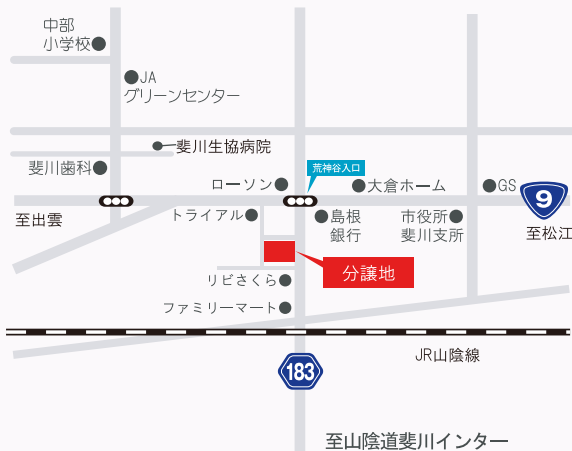 中部
小学校
JA
グリーンセンター
斐川生協病院
斐川歯科
荒神谷入口
ローソン
大倉ホーム
GS
9
至出雲
トライアル
島根
銀行
市役所
斐川支所
至松江
分譲地
リビさくら
ファミリーマート
JR山陰線
183
至山陰道斐川インター